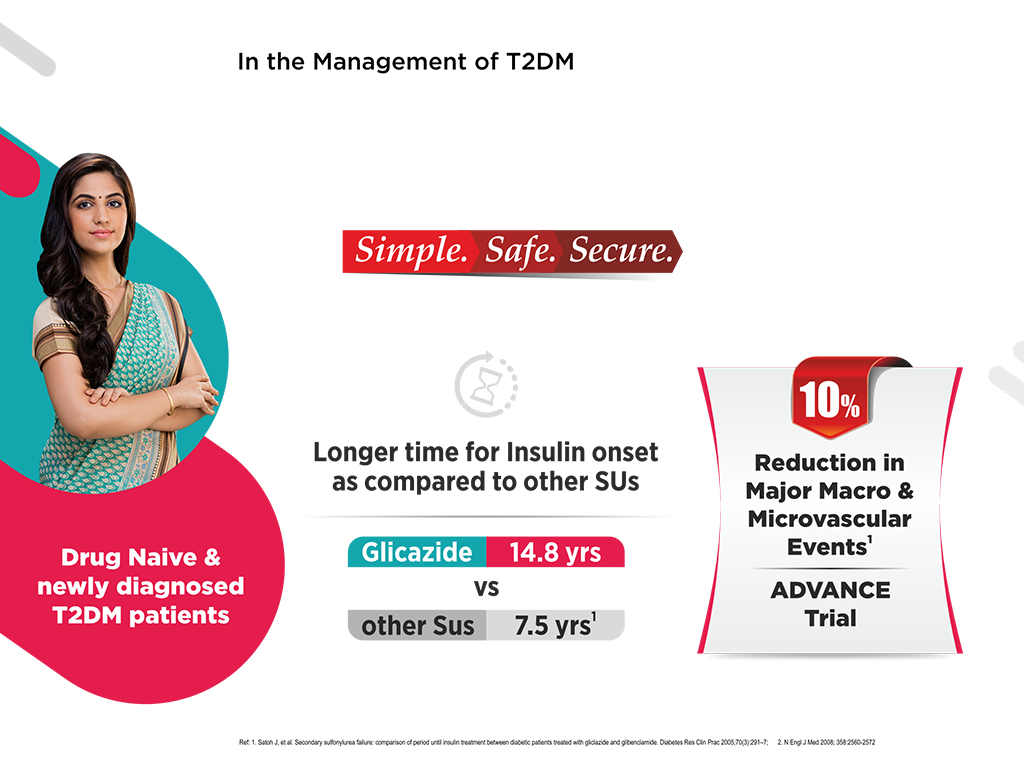 In the Management of T2DM
Simple. Safe. Secure.
Longer time for Insulin onset
as compared to other SUs
Glicazide 14.8 yrs
vs
other Sus 7.5 yrs1
10%
Reduction in
Major Macro &
Microvascular
Events1
ADVANCE
Trial
Drug Naive &
newly diagnosed
T2DM patients
Ref: 1. Satoh J, et al. Secondary sulfonylurea failure: comparison of period until insulin treatment between diabetic patients treated with gliclazide and glibenclamide. Diabetes Res Clin Prac 2005;70(3):291–7; 2. N Engl J Med 2008; 358:2560-2572